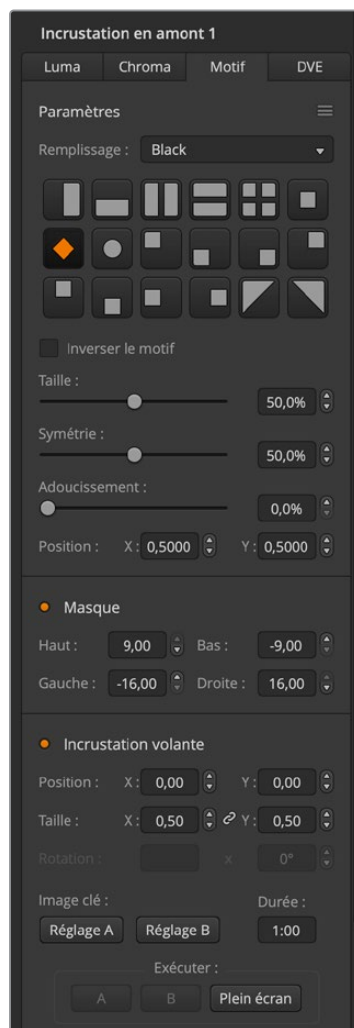 Incrustation en amont 1
Luma Chroma Motif DVE
Paramètres
Remplissage : Black
Inverser le motif
Taille :
50,0%
Symétrie :
50,0%
Adoucissement :
0,0%
Position : X : 0,5000 Y : 0,5000
Masque
Haut : 9,00 Bas : -9,00
Gauche : -16,00 Droite : 16,00
Incrustation volante
Position : X : 0,00 Y : 0,00
Taille : X : 0,50 Y : 0,50
Rotation : x 0°
Image clé : Durée :
Réglage A Réglage B 1:00
Exécuter :
A B Plein écran